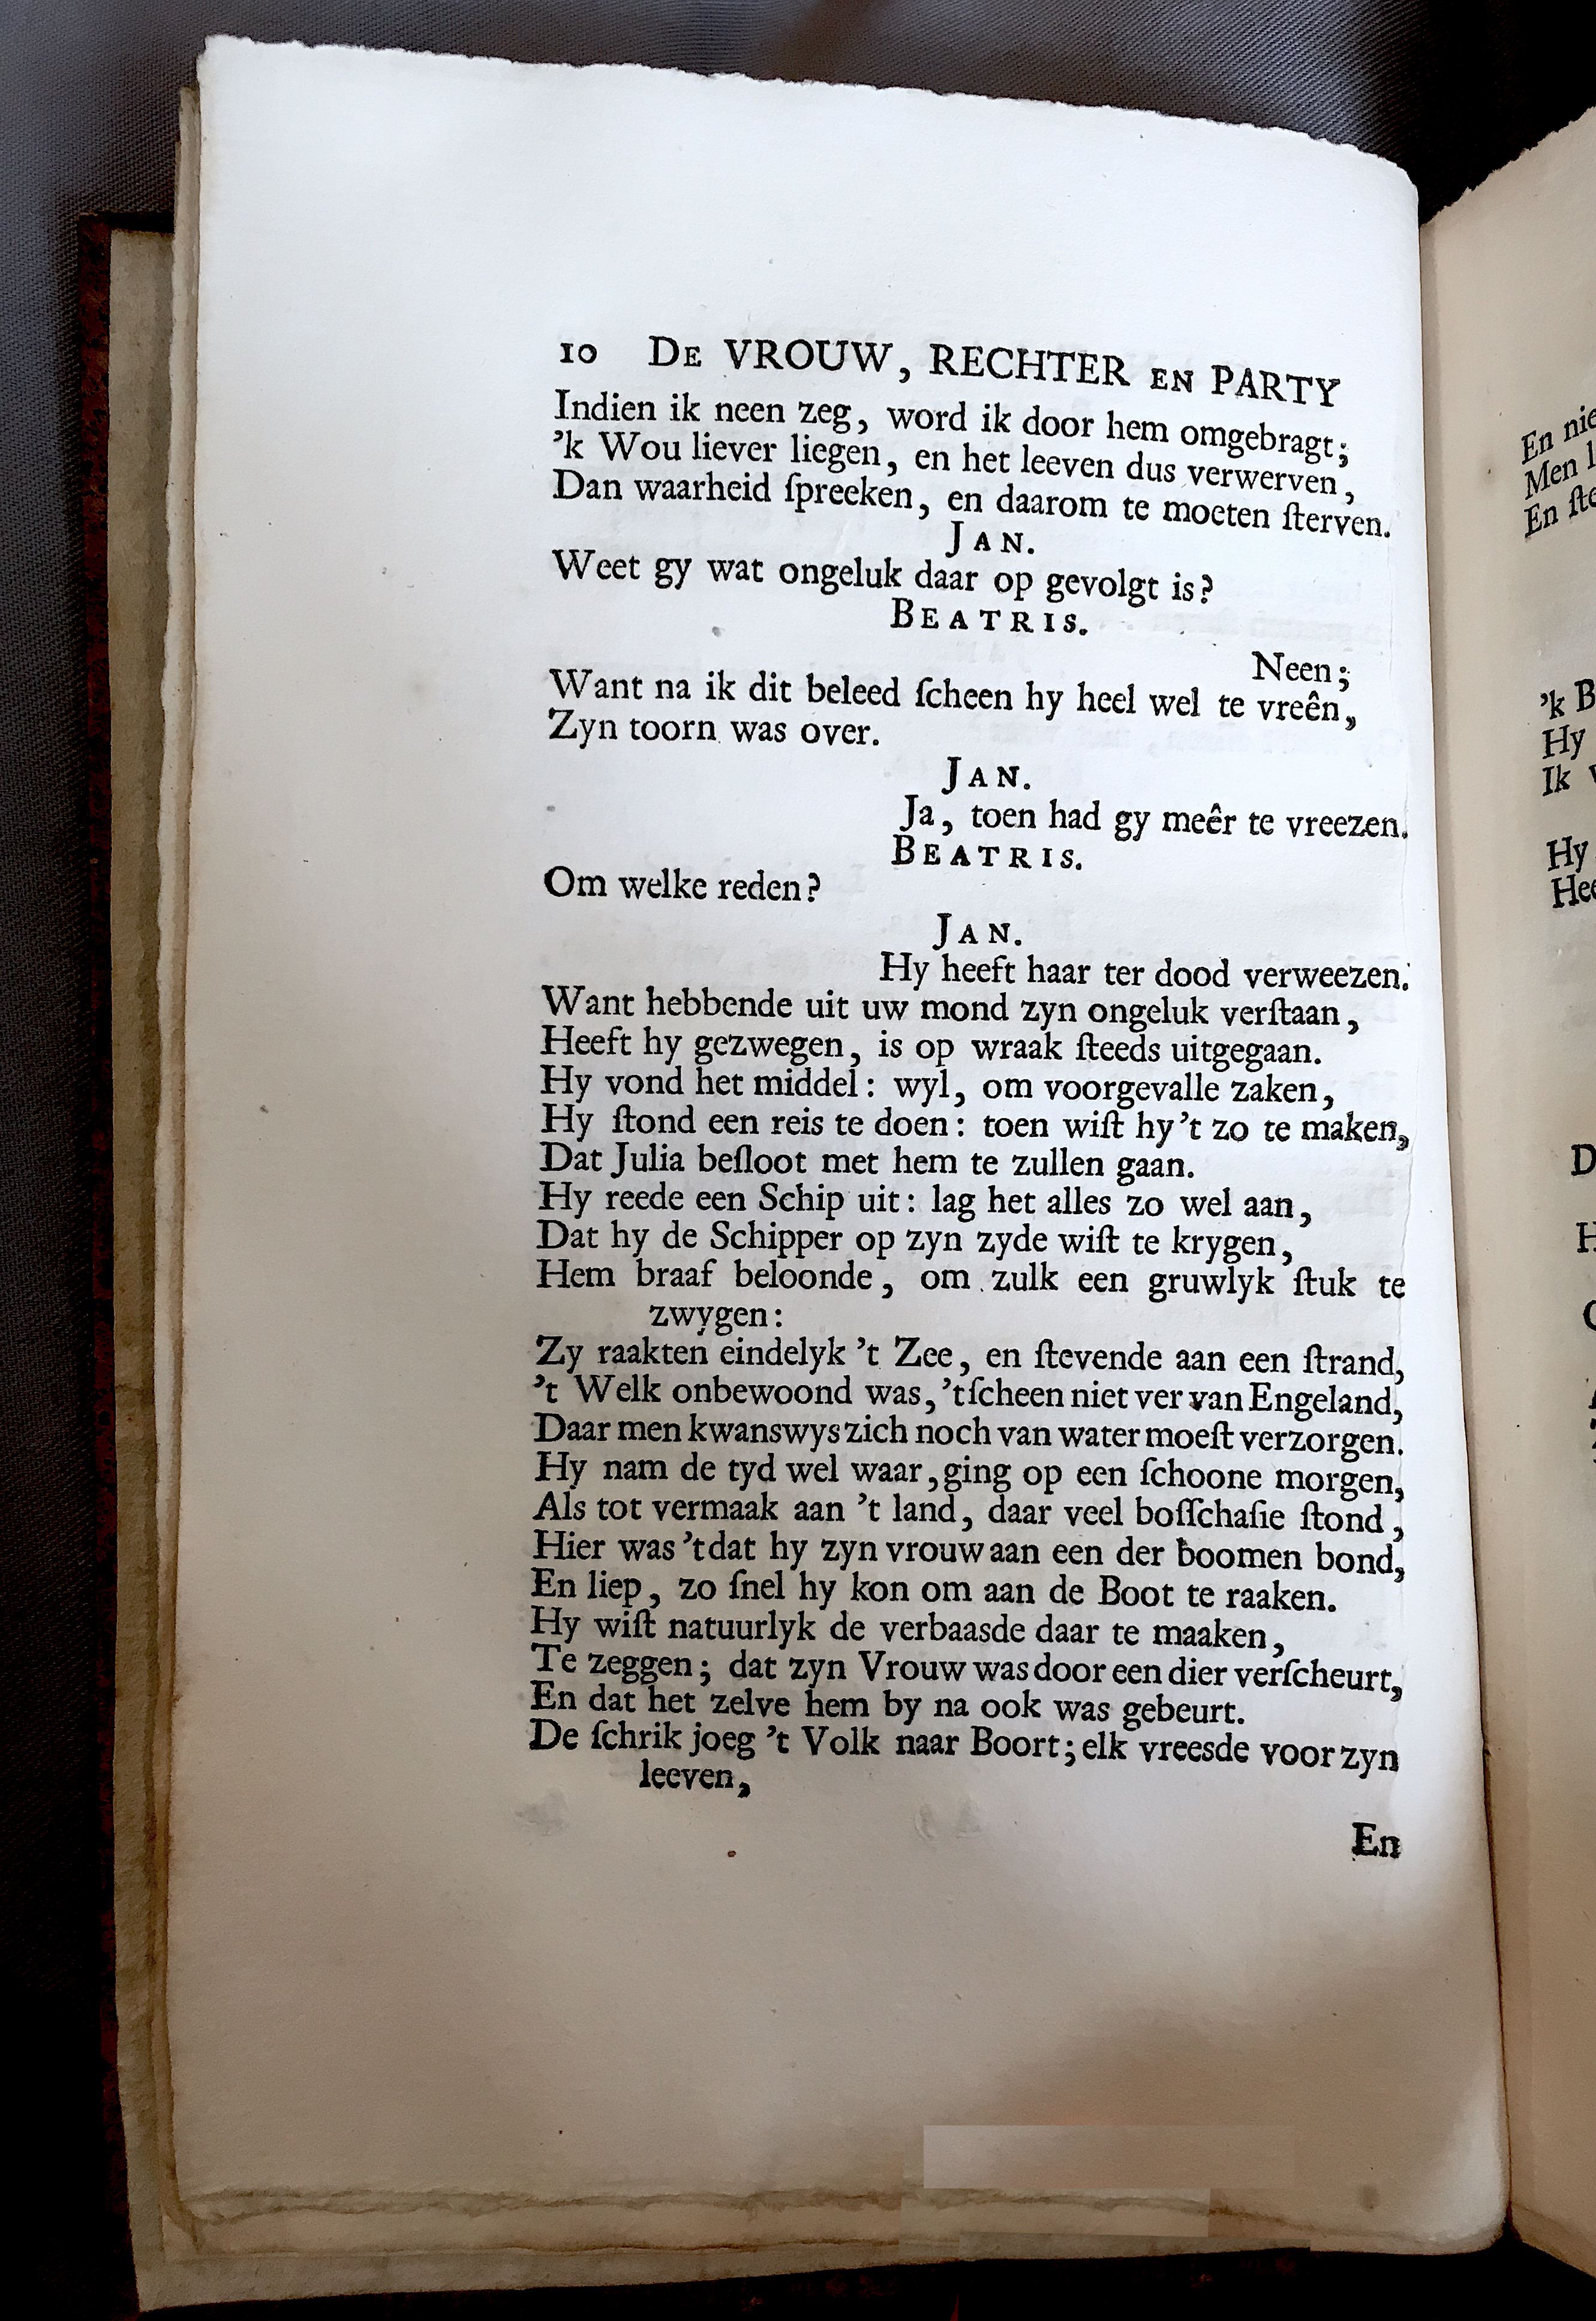 10 DE VROUW, RECHTER EN PARTY
Indien ik neen zeg, word ik door hem omgebragt;
’k Wou liever liegen, en het leeven dus verwerven,
Dan waarheid ſpreeken, en daarom te moeten ſterven.
JAN.
Weet gy wat ongeluk daar op gevolgt is?
BEATRIS.
Neen;
Want na ik dit beleed ſcheen hy heel wel te vreên,
Zyn toorn was over.
JAN.
Ja, toen had gy meêr te vreezen.
BEATRIS.
Om welke reden?
JAN.
Hy heeft haar ter dood verweezen.
Want hebbende uit uw mond zyn ongeluk verſtaan,
Heeft hy gezwegen, is op wraak ſteeds uitgegaan.
Hy vond het middel: wyl, om voorgevalle zaken,
Hy ſtond een reis te doen: toen wiſt hy ’t zo te maken,
Dat Julia beſloot met hem te zullen gaan.
Hy reede een Schip uit: lag het alles zo wel aan,
Dat hy de Schipper op zyn zyde wiſt te krygen,
Hem braaf beloonde, om zulk een gruwlyk ſtuk te
zwygen:
Zy raakten eindelyk ’t Zee, en ſtevende aan een ſtrand,
’t Welk onbewoond was, ’t ſcheen niet ver van Engeland,
Daar men kwanswys zich noch van water moeſt verzorgen.
Hy nam de tyd wel waar, ging op een ſchoone morgen,
Als tot vermaak aan ’t land, daar veel boſſchaſie ſtond,
Hier was ’t dat hy zyn vrouw aan een der boomen bond,
En liep, zo ſnel hy kon om aan de Boot te raaken.
Hy wiſt natuurlyk de verbaasde daar te maaken,
Te zeggen; dat zyn Vrouw was door een dier verſcheurt,
En dat het zelve hem by na ook was gebeurt.
De ſchrik joeg ’t Volk naar Boort; elk vreesde voor zyn
leeven,
En
En
Men
En
’k
Hy
Ik
Hy